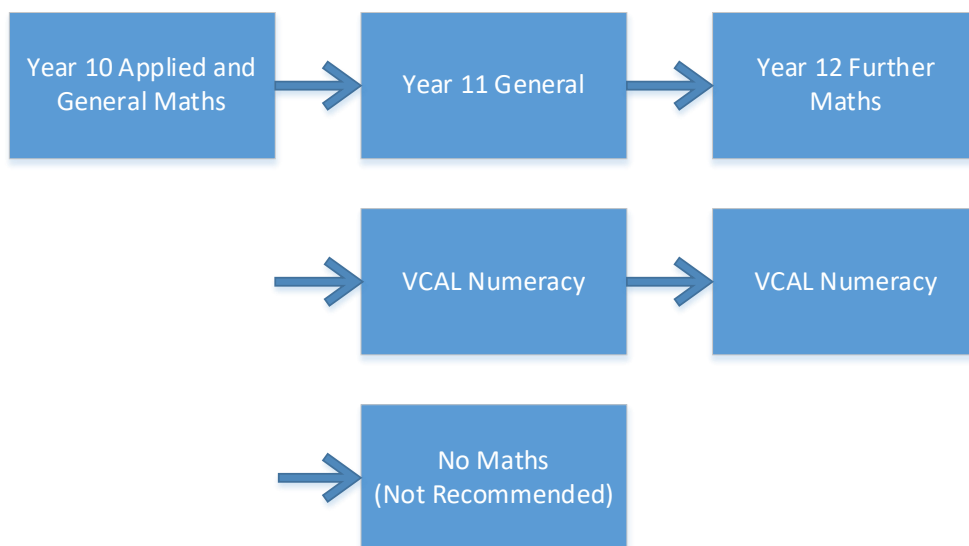 Year 10 Applied and
General Maths
Year 11 General
Year 12 Further
Maths
VCAL Numeracy
VCAL Numeracy
No Maths
(Not Recommended)